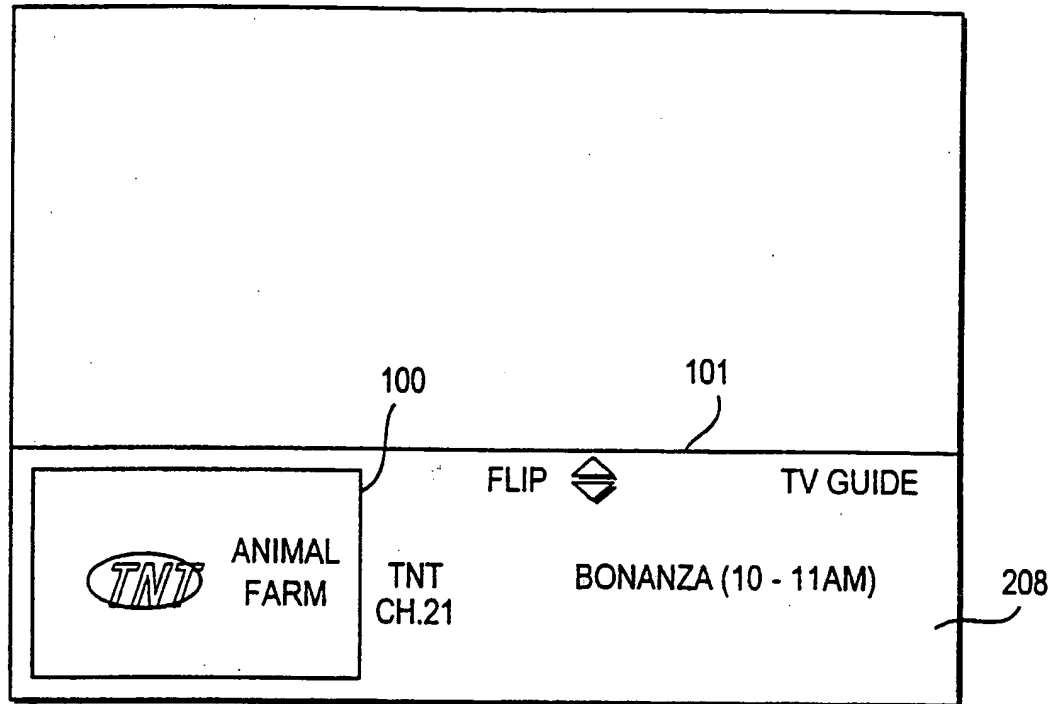 100
101
FLIP
TV GUIDE
TNT
ANIMAL
FARM
TNT
CH.21
BONANZA (10 - 11AM)
208